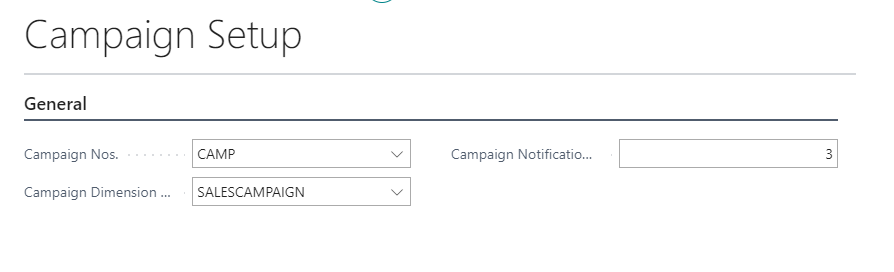 Campaign Setup
General
Campaign Nos. CAMP
Campaign Notificatio... 3
Campaign Dimension ... SALESCAMPAIGN